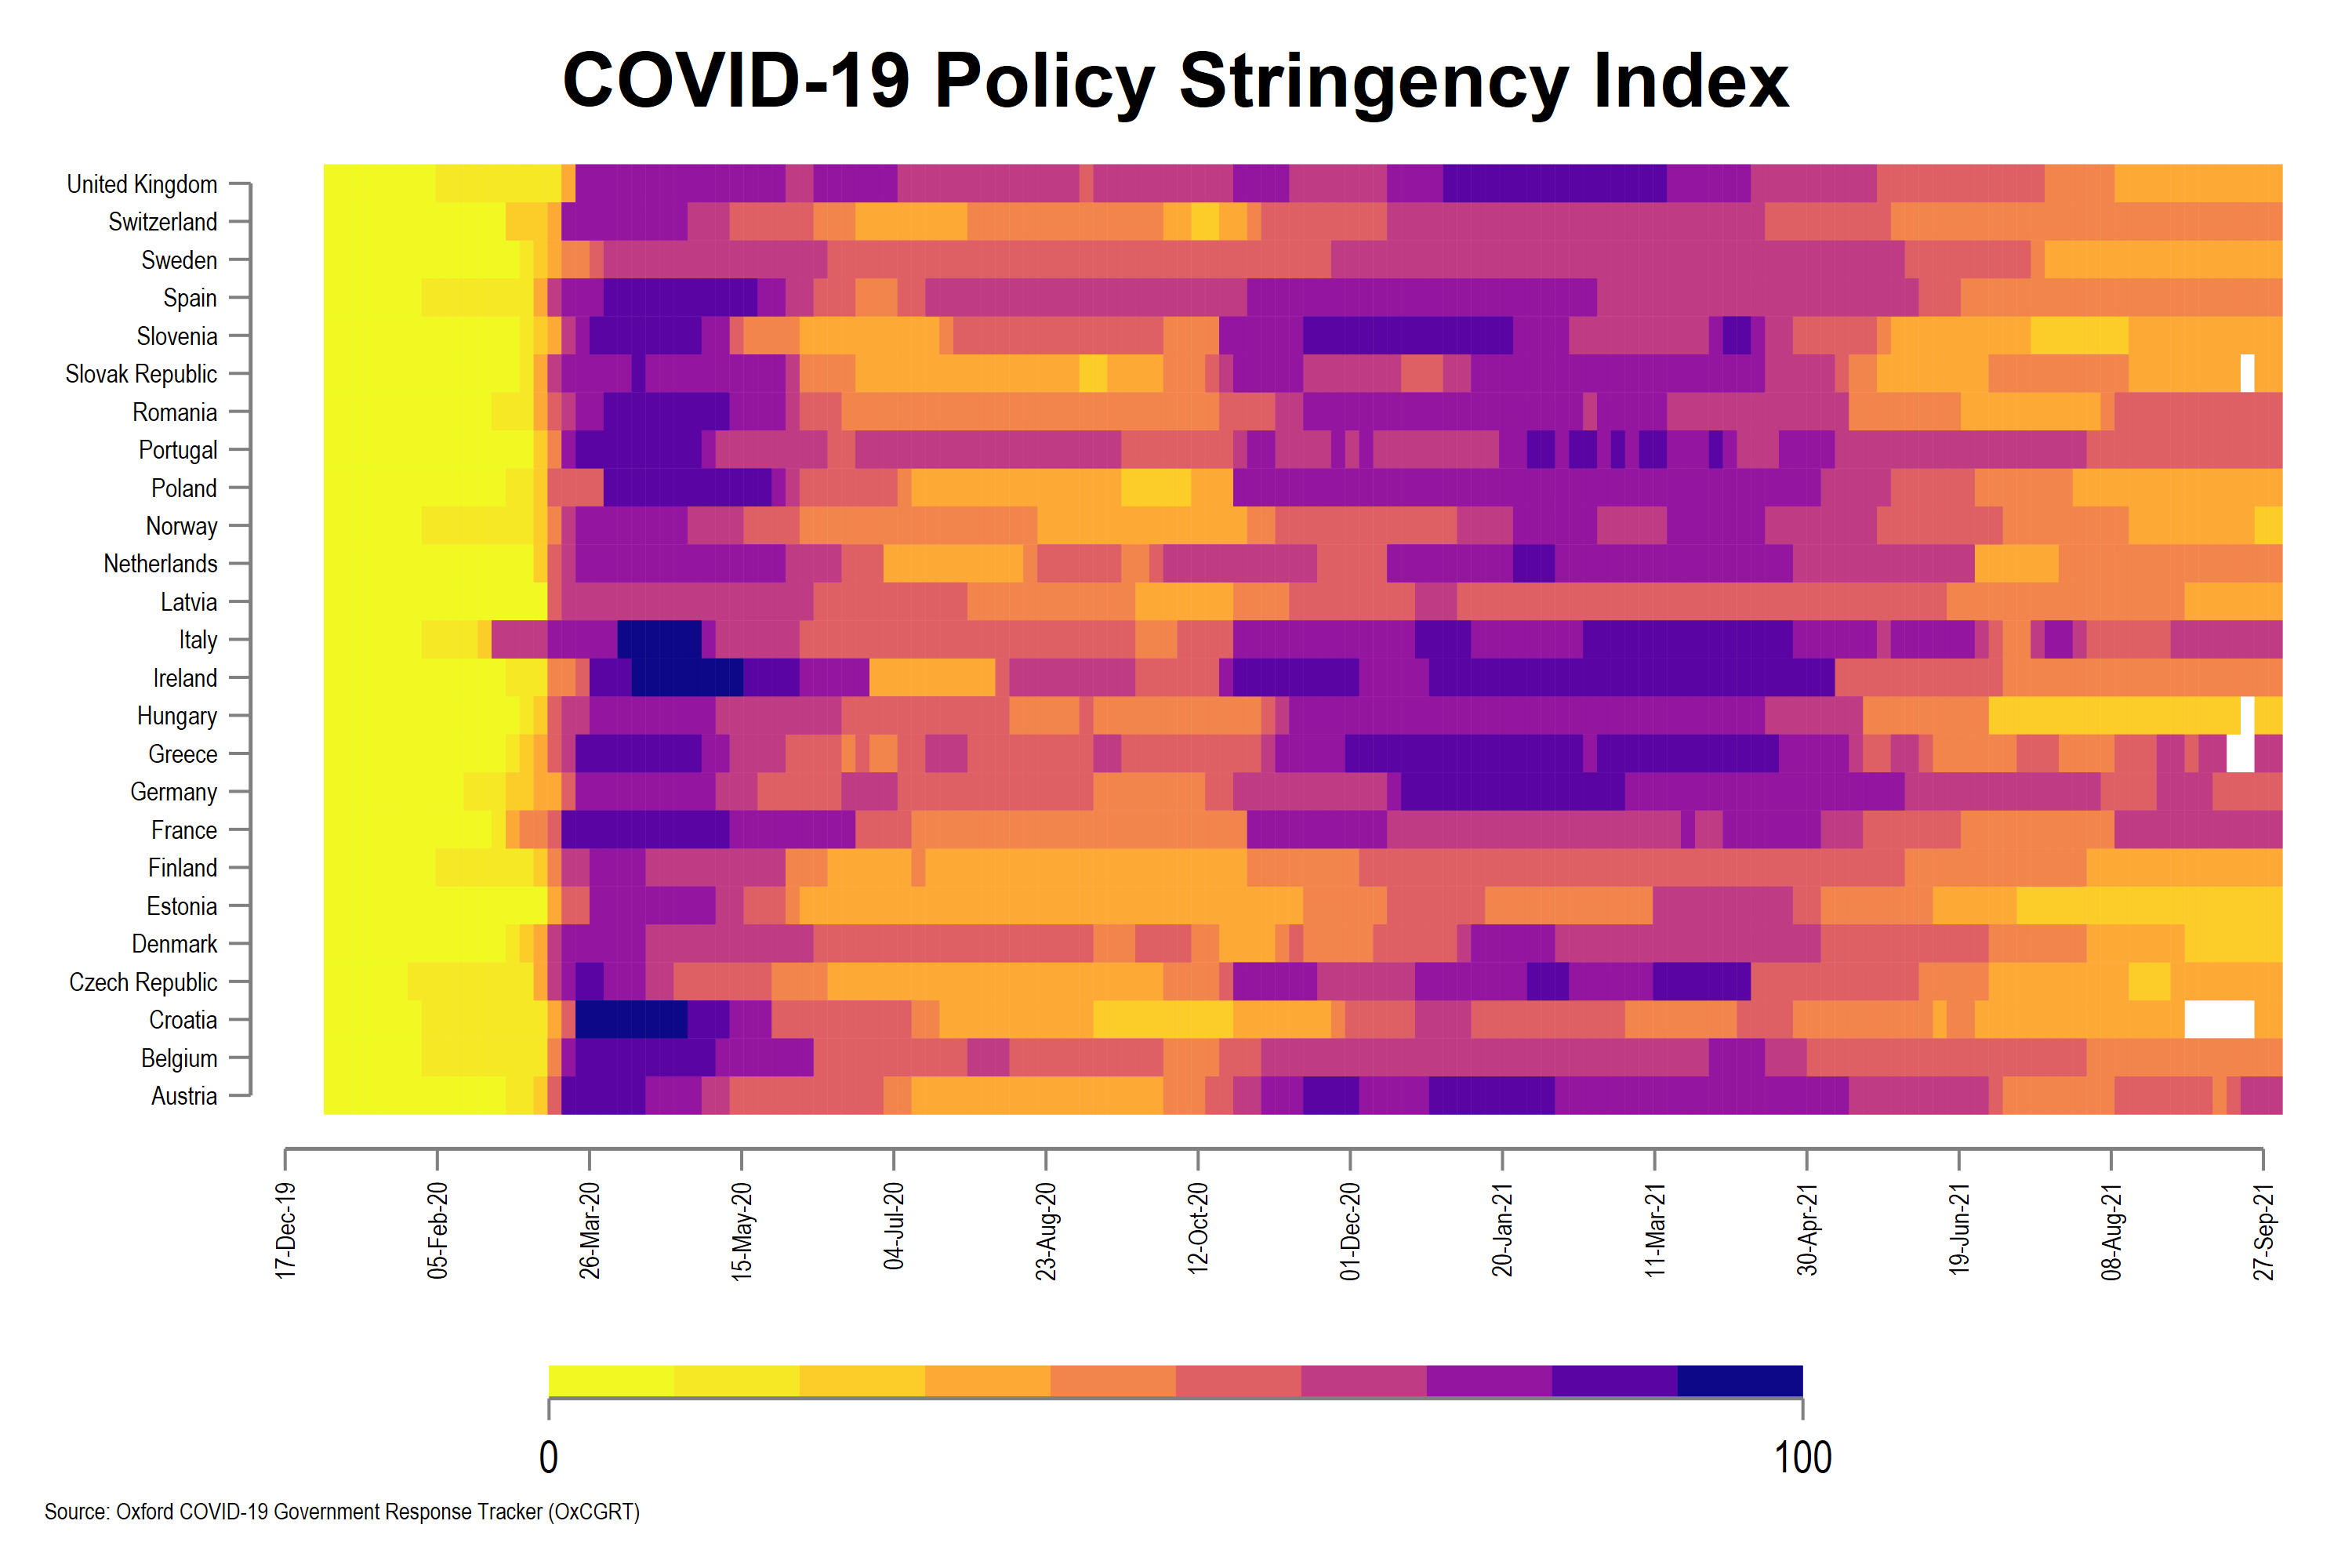 COVID-19 Policy Stringency Index
United Kingdom
Switzerland
Sweden
Spain
Slovenia
Slovak Republic
Romania
Portugal
Poland
Norway
Netherlands
Latvia
Italy
Ireland
Hungary
Greece
Germany
France
Finland
Estonia
Denmark
Czech Republic
Croatia
Belgium
Austria
17-Dec-19
05-Feb-20
26-Mar-20
15-May-20
04-Jul-20
23-Aug-20
12-Oct-20
01-Dec-20
20-Jan-21
11-Mar-21
30-Apr-21
19-Jun-21
08-Aug-21
27-Sep-21
0
100
Source: Oxford COVID-19 Government Response Tracker (OxCGRT)